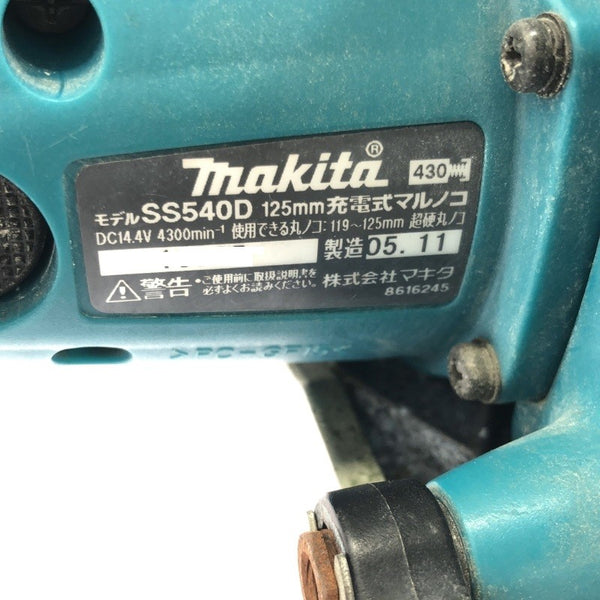 makita®
430
モデルSS540D 125mm充電式マルノコ
DC14.4V 4300min⁻¹ 使用できる丸ノコ:119~125mm 超硬丸ノコ
製造05.11
警告 ご使用前に取扱説明書を
必ずよくお読みください。
株式会社マキタ
8616245